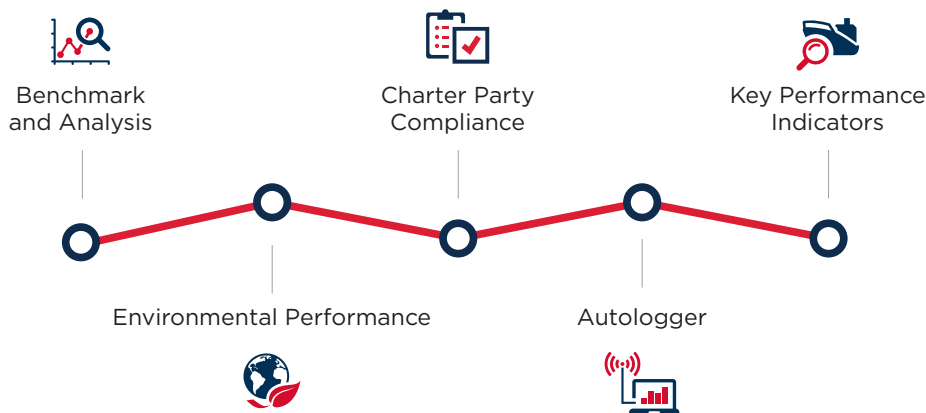 Benchmark
and Analysis
Charter Party
Compliance
Key Performance
Indicators
Environmental Performance
Autologger